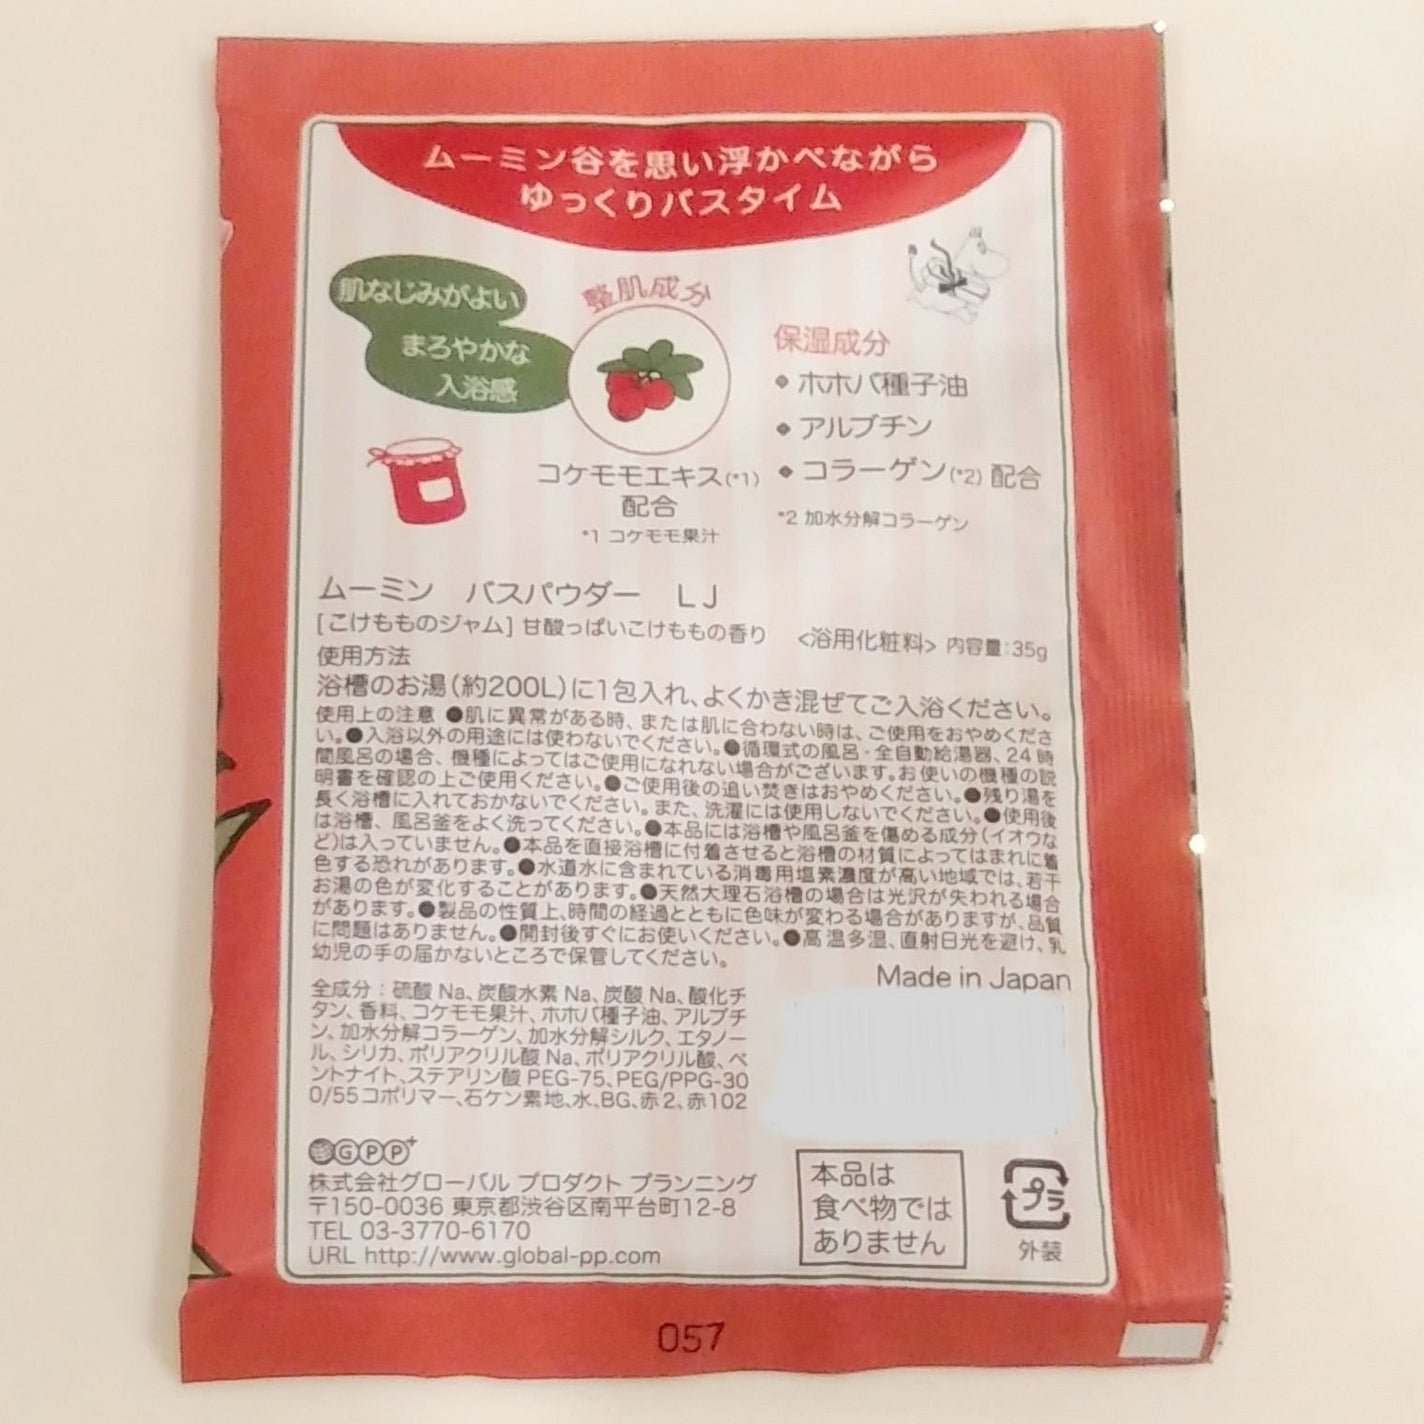 ムーミン谷を思い浮かべながら
ゆっくりバスタイム
肌なじみがよい
まろやかな
入浴感
整肌成分
コケモモエキス(*1)
配合
*1 コケモモ果汁
保湿成分
• ホホバ種子油
• アルブチン
• コラーゲン(*2) 配合
*2 加水分解コラーゲン
ムーミン バスパウダー LJ
[こけもものジャム] 甘酸っぱいこけももの香り <浴用化粧料> 内容量:35g
使用方法
浴槽のお湯(約200L)に1包入れ、よくかき混ぜてご入浴ください。
使用上の注意 ●肌に異常がある時、または肌に合わない時は、ご使用をおやめくださ
い。●入浴以外の用途には使わないでください。●循環式の風呂・全自動給湯器、24時
間風呂の場合、機種によってはご使用になれない場合がございます。お使いの機種の説
明書を確認の上ご使用ください。●ご使用後の追い焚きはおやめください。●残り湯を
長く浴槽に入れておかないでください。また、洗濯には使用しないでください。●使用後
は浴槽、風呂釜をよく洗ってください。●本品には浴槽や風呂釜を傷める成分(イオウな
ど)は入っていません。●本品を直接浴槽に付着させると浴槽の材質によってはまれに着
色する恐れがあります。●水道水に含まれている消毒用塩素濃度が高い地域では、若干
お湯の色が変化することがあります。●天然大理石浴槽の場合は光沢が失われる場合
があります。●製品の性質上、時間の経過とともに色味が変わる場合がありますが、品質
に問題はありません。●開封後すぐにお使いください。●高温多湿、直射日光を避け、乳
幼児の手の届かないところで保管してください。
Made in Japan
全成分：硫酸Na、炭酸水素Na、炭酸Na、酸化チ
タン、香料、コケモモ果汁、ホホバ種子油、アルブチ
ン、加水分解コラーゲン、加水分解シルク、エタノー
ル、シリカ、ポリアクリル酸Na、ポリアクリル酸、ベ
ントナイト、ステアリン酸PEG-75、PEG/PPG-30
0/55コポリマー、石ケン素地、水、BG、赤2、赤102
GPP+
株式会社グローバル プロダクト プランニング
〒150-0036 東京都渋谷区南平台町12-8
TEL 03-3770-6170
URL http://www.global-pp.com
本品は
食べ物では
ありません
プラ
外装
057